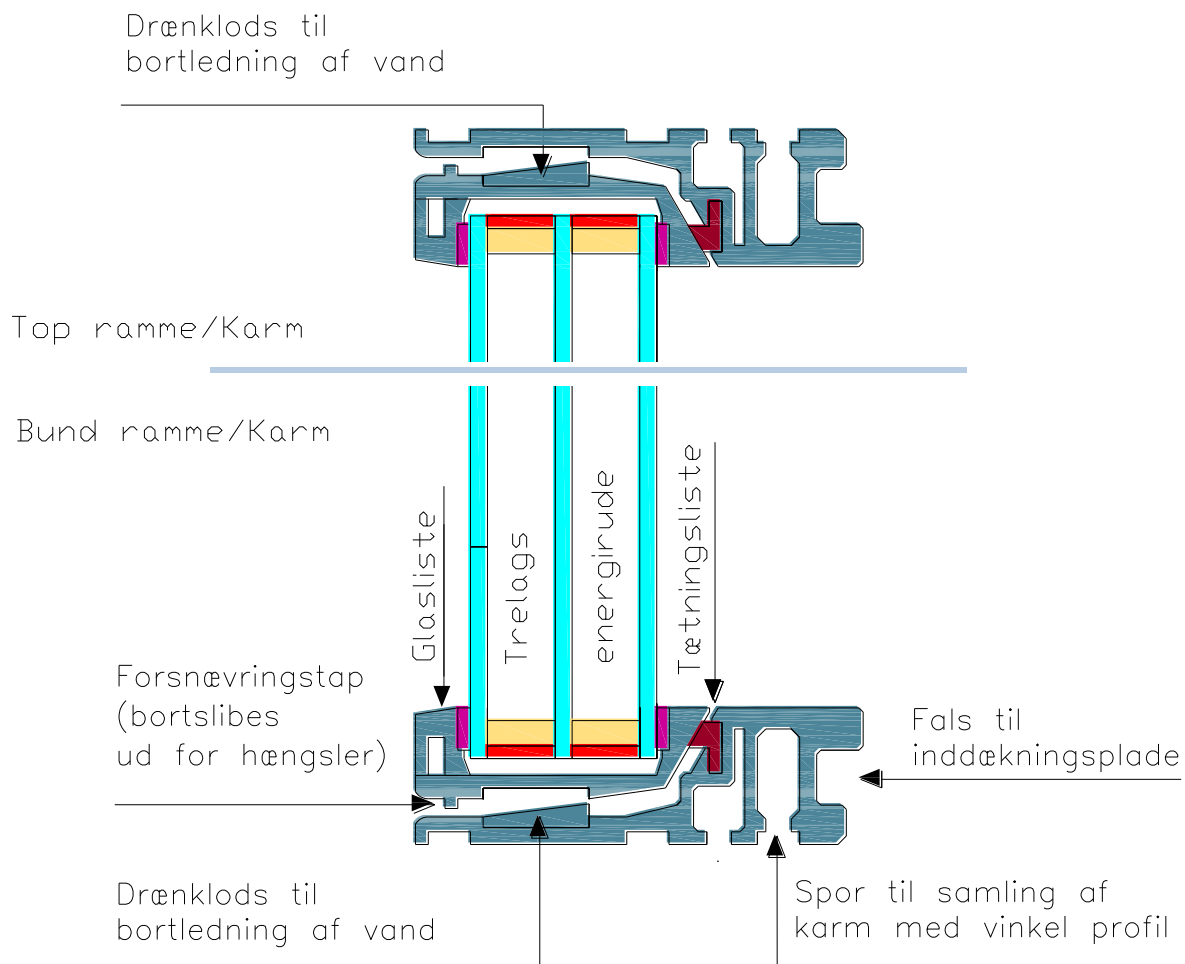 Drænklods til
bortledning af vand
Top ramme/Karm
Bund ramme/Karm
Glasliste
Trelags
energirude
Tætningsliste
Forsnævringstap
(bortslibes
ud for hængsler)
Fals til
inddækningsplade
Drænklods til
bortledning af vand
Spor til samling af
karm med vinkel profil